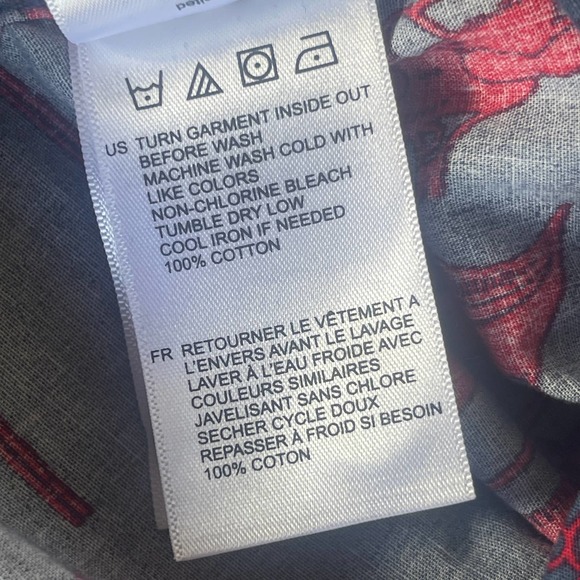 US TURN GARMENT INSIDE OUT
BEFORE WASH
MACHINE WASH COLD WITH
LIKE COLORS
NON-CHLORINE BLEACH
TUMBLE DRY LOW
COOL IRON IF NEEDED
100% COTTON
FR RETOURNER LE VÊTEMENT A
L'ENVERS AVANT LE LAVAGE
LAVER À L'EAU FROIDE AVEC
COULEURS SIMILAIRES
JAVELISANT SANS CHLORE
SECHER CYCLE DOUX
REPASSER À FROID SI BESOIN
100% COTON